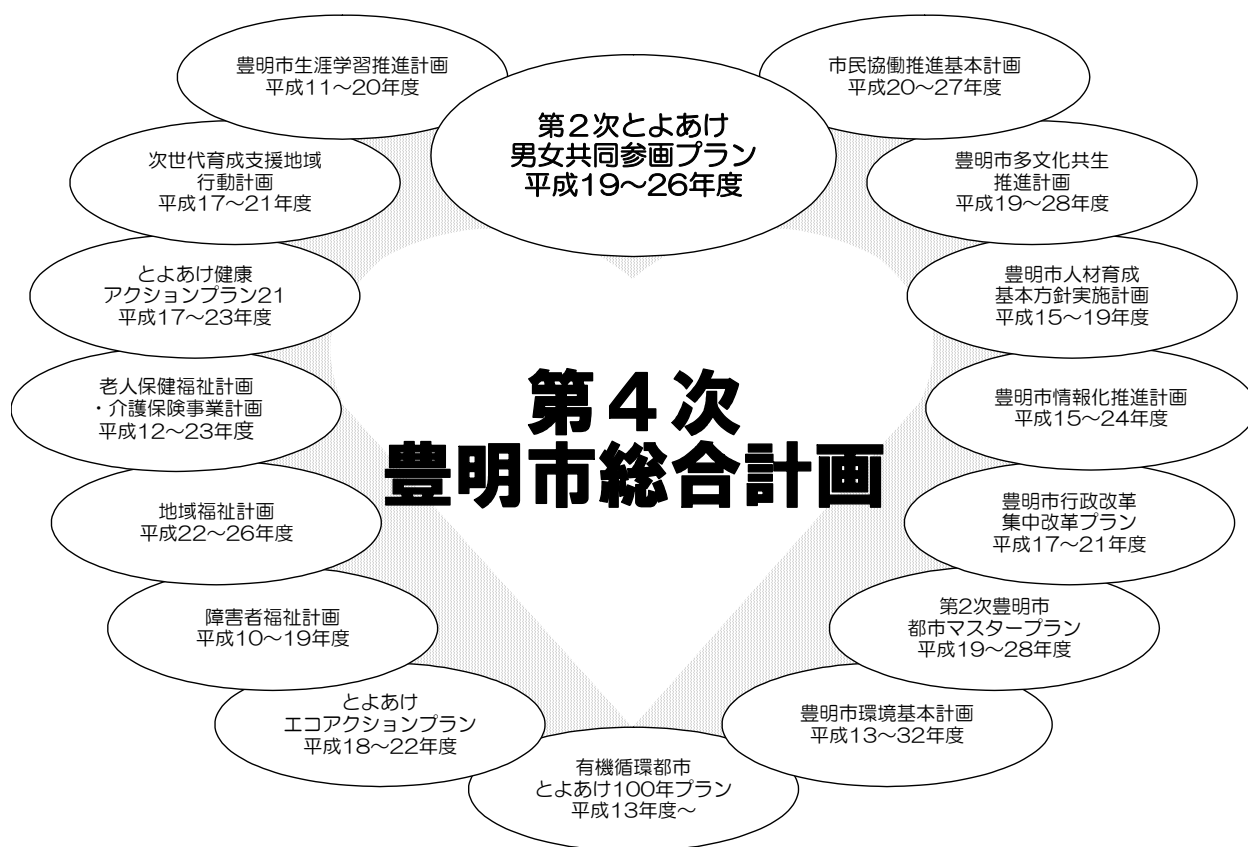 豊明市生涯学習推進計画
平成11～20年度
第２次とよあけ
男女共同参画プラン
平成19～26年度
市民協働推進基本計画
平成20～27年度
次世代育成支援地域
行動計画
平成17～21年度
豊明市多文化共生
推進計画
平成19～28年度
とよあけ健康
アクションプラン21
平成17～23年度
豊明市人材育成
基本方針実施計画
平成15～19年度
第４次
豊明市総合計画
老人保健福祉計画
・介護保険事業計画
平成12～23年度
豊明市情報化推進計画
平成15～24年度
地域福祉計画
平成22～26年度
豊明市行政改革
集中改革プラン
平成17～21年度
障害者福祉計画
平成10～19年度
第2次豊明市
都市マスタープラン
平成19～28年度
とよあけ
エコアクションプラン
平成18～22年度
豊明市環境基本計画
平成13～32年度
有機循環都市
とよあけ100年プラン
平成13年度～